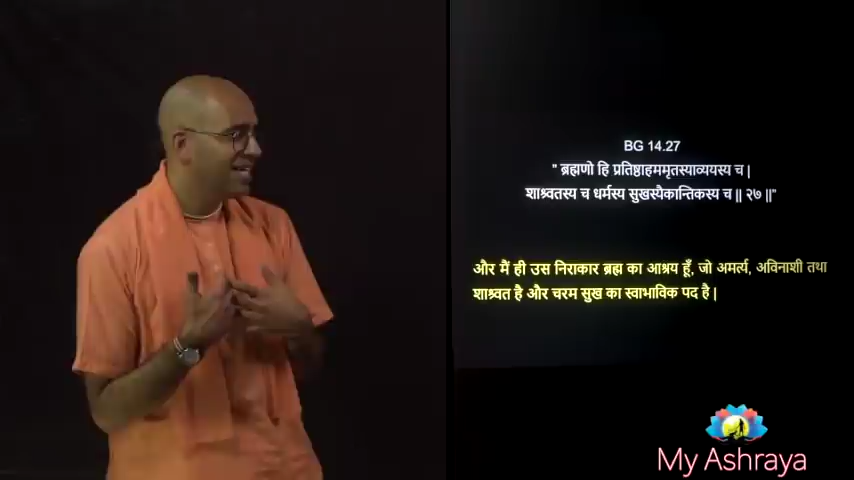 BG 14.27
" ब्रह्मणो हि प्रतिष्ठाहममृतस्याव्ययस्य च |
शाश्र्वतस्य च धर्मस्य सुखस्यैकान्तिकस्य च || २७ ||"
और मैं ही उस निराकार ब्रह्म का आश्रय हूँ, जो अमर्त्य, अविनाशी तथा
शाश्र्वत है और चरम सुख का स्वाभाविक पद है |
My Ashraya